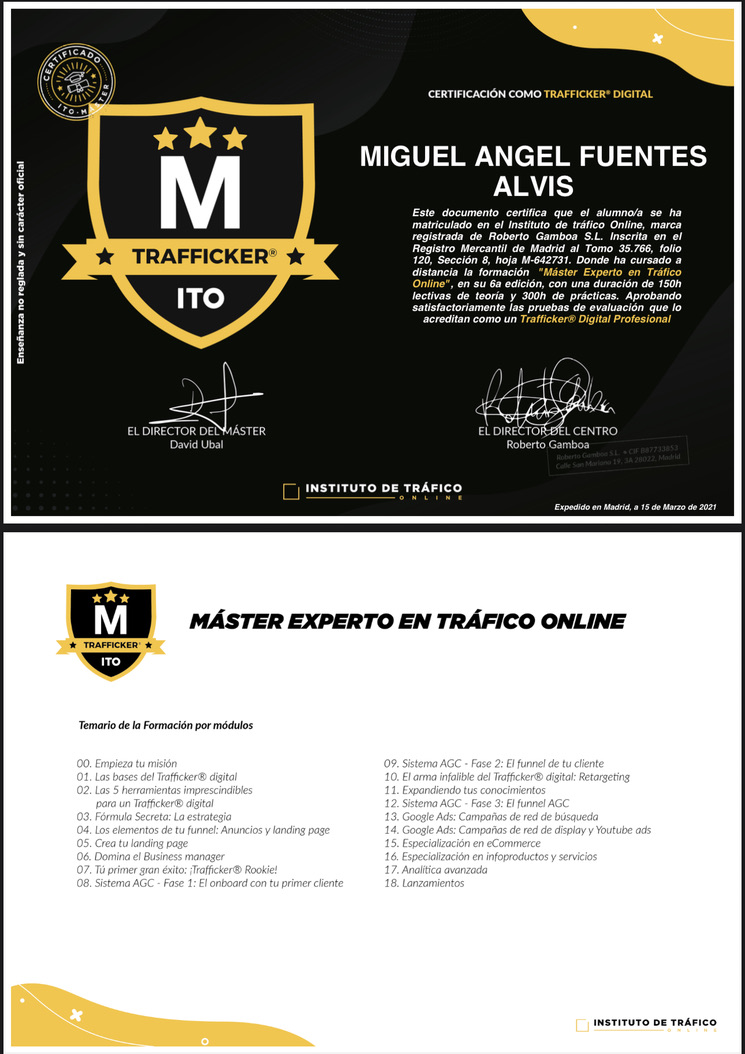 CERTIFICADO
ITO - MASTER
CERTIFICACIÓN COMO TRAFFICKER® DIGITAL
Enseñanza no reglada y sin carácter oficial
M
TRAFFICKER®
ITO
MIGUEL ANGEL FUENTES
ALVIS
Este documento certifica que el alumno/a se ha
matriculado en el Instituto de tráfico Online, marca
registrada de Roberto Gamboa S.L. Inscrita en el
Registro Mercantil de Madrid al Tomo 35.766, folio
120, Sección 8, hoja M-642731. Donde ha cursado a
distancia la formación "Máster Experto en Tráfico
Online", en su 6a edición, con una duración de 150h
lectivas de teoría y 300h de prácticas. Aprobando
satisfactoriamente las pruebas de evaluación que lo
acreditan como un Trafficker® Digital Profesional
EL DIRECTOR DEL MÁSTER
David Ubal
EL DIRECTOR DEL CENTRO
Roberto Gamboa
Roberto Gamboa S.L. • CIF B87733853
Calle San Mariano 19, 3A 28022, Madrid
INSTITUTO DE TRÁFICO
ONLINE
Expedido en Madrid, a 15 de Marzo de 2021
M
TRAFFICKER®
ITO
MÁSTER EXPERTO EN TRÁFICO ONLINE
Temario de la Formación por módulos
00. Empieza tu misión
01. Las bases del Trafficker® digital
02. Las 5 herramientas imprescindibles
para un Trafficker® digital
03. Fórmula Secreta: La estrategia
04. Los elementos de tu funnel: Anuncios y landing page
05. Crea tu landing page
06. Domina el Business manager
07. Tú primer gran éxito: ¡Trafficker® Rookie!
08. Sistema AGC - Fase 1: El onboard con tu primer cliente
09. Sistema AGC - Fase 2: El funnel de tu cliente
10. El arma infalible del Trafficker® digital: Retargeting
11. Expandiendo tus conocimientos
12. Sistema AGC - Fase 3: El funnel AGC
13. Google Ads: Campañas de red de búsqueda
14. Google Ads: Campañas de red de display y Youtube ads
15. Especialización en eCommerce
16. Especialización en infoproductos y servicios
17. Analítica avanzada
18. Lanzamientos
INSTITUTO DE TRÁFICO
ONLINE